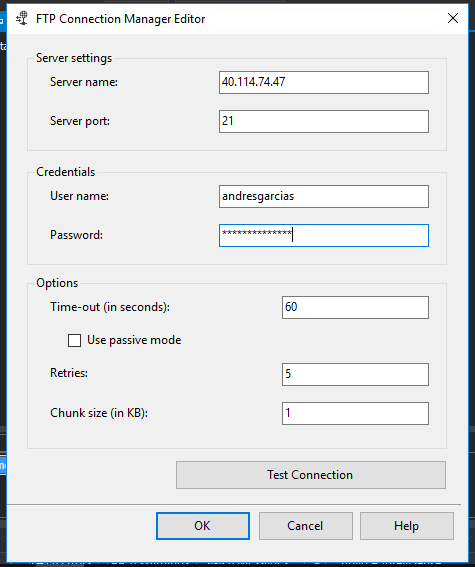 FTP Connection Manager Editor
Server settings
Server name: 40.114.74.47
Server port: 21
Credentials
User name: andresgarcias
Password: **************
Options
Time-out (in seconds): 60
Use passive mode
Retries: 5
Chunk size (in KB): 1
Test Connection
OK Cancel Help